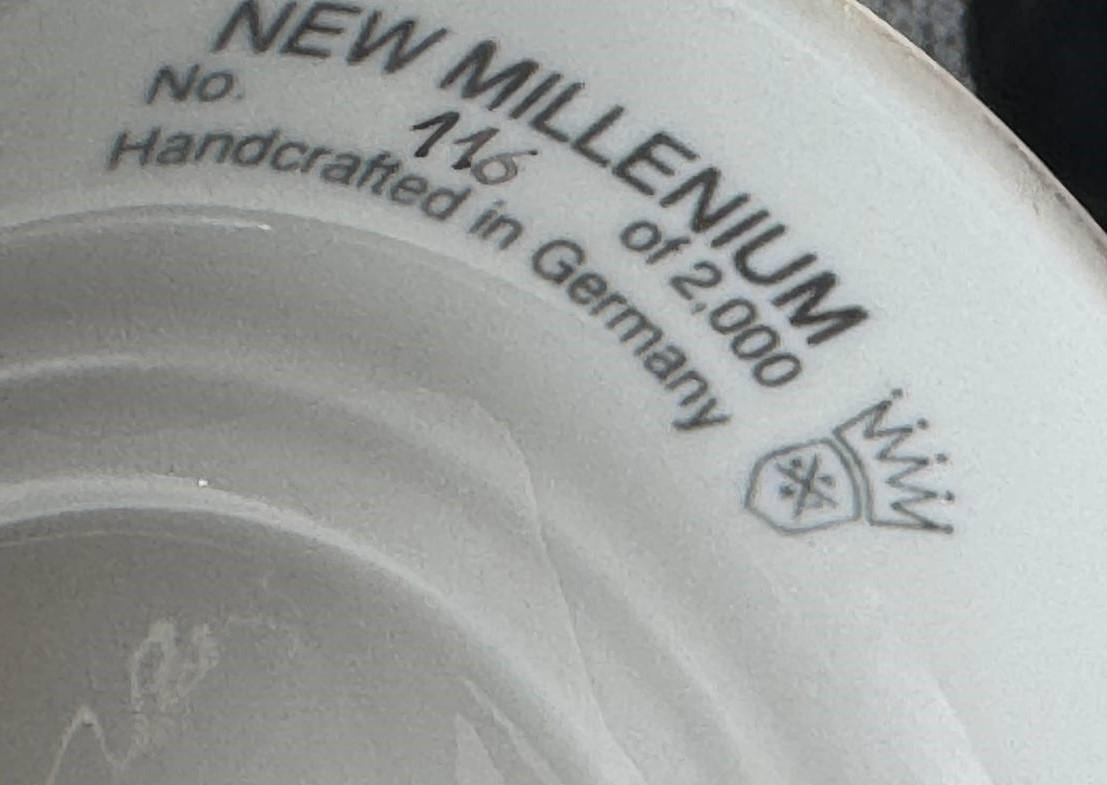 NEW MILLENIUM
No. 116 of 2,000
Handcrafted in Germany